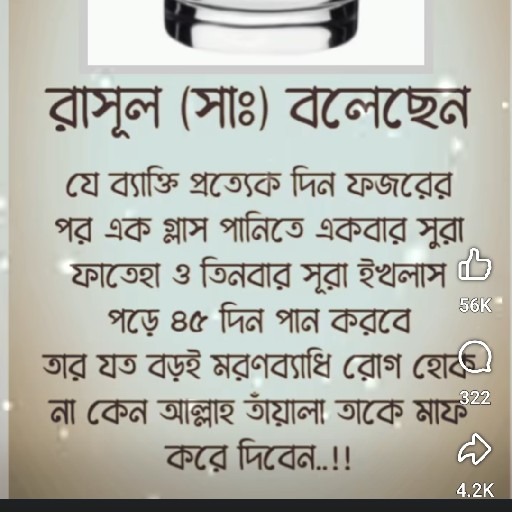 রাসূল (সাঃ) বলেছেন
যে ব্যাক্তি প্রত্যেক দিন ফজরের
পর এক গ্লাস পানিতে একবার সুরা
ফাতেহা ও তিনবার সূরা ইখলাস
পড়ে ৪৫ দিন পান করবে
তার যত বড়ই মরণব্যাধি রোগ হোক
না কেন আল্লাহ তাঁয়ালা তাকে মাফ
করে দিবেন..!!
56K
322
4.2K